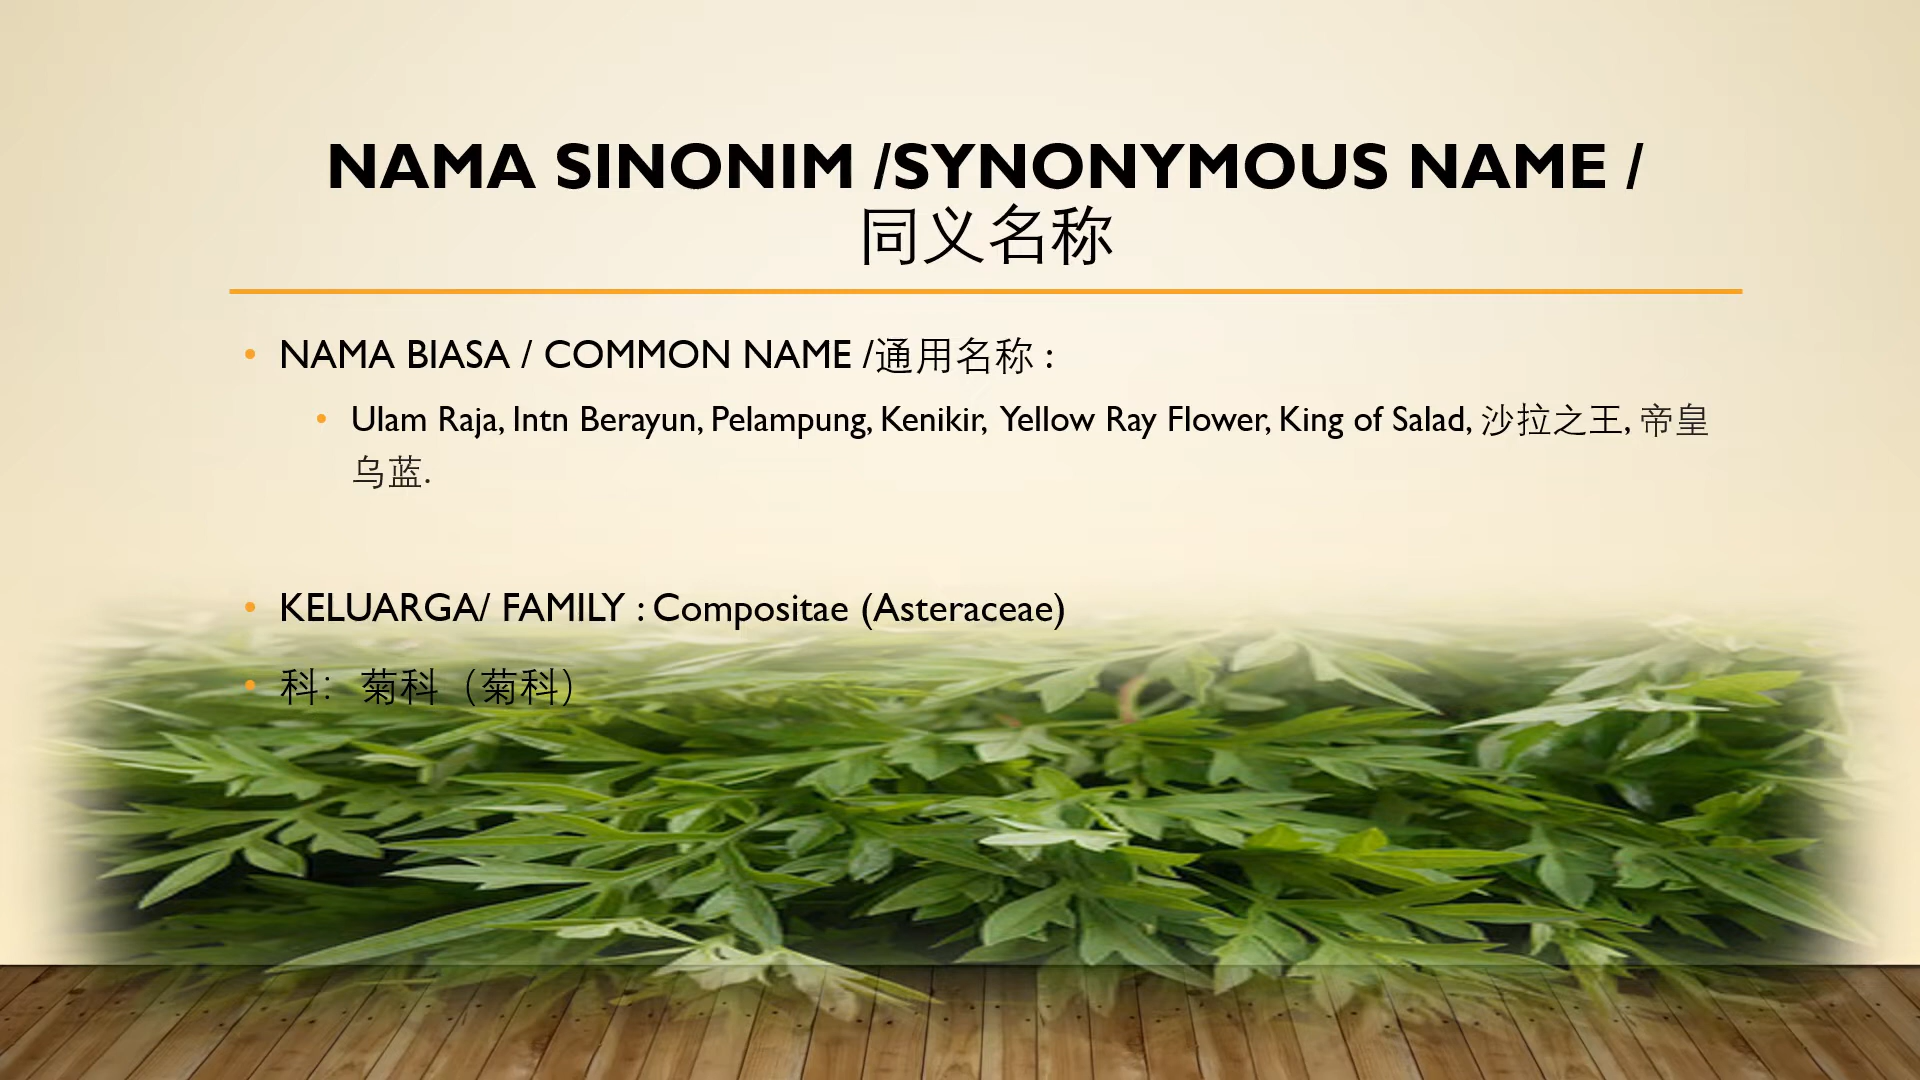 NAMA SINONIM /SYNONYMOUS NAME /
同义名称
• NAMA BIASA / COMMON NAME /通用名称 :
• Ulam Raja, Intn Berayun, Pelampung, Kenikir, Yellow Ray Flower, King of Salad, 沙拉之王, 帝皇
乌蓝.
• KELUARGA/ FAMILY : Compositae (Asteraceae)
• 科： 菊科（菊科）